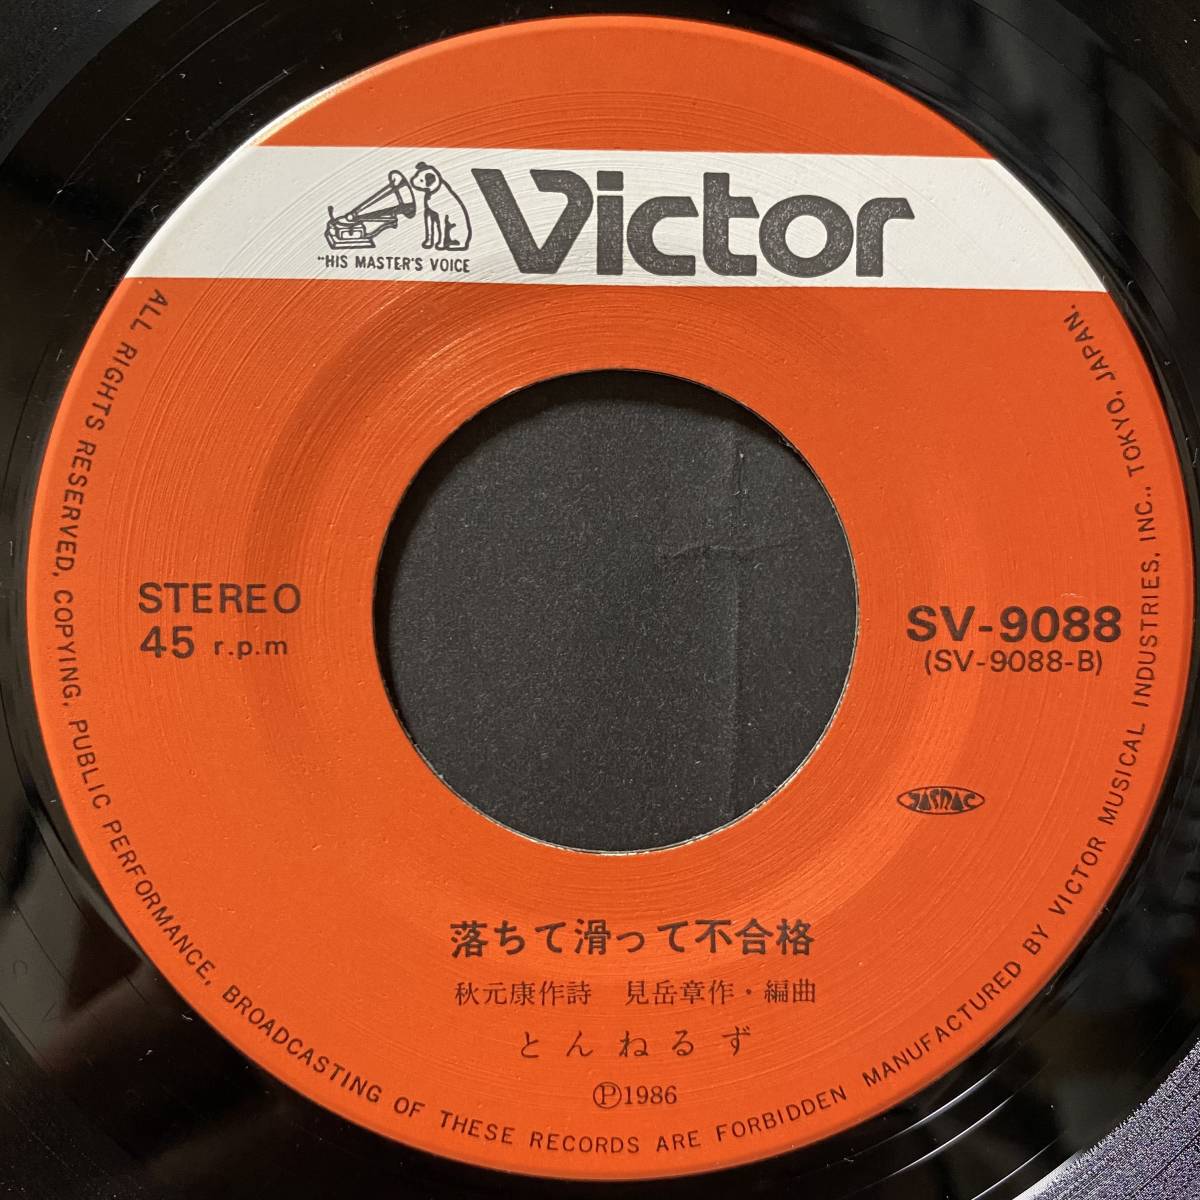 Victor
"HIS MASTER'S VOICE
STEREO
45 r.p.m
SV-9088
(SV-9088-B)
JASRAC
落ちて滑って不合格
秋元康作詩 見岳章作・編曲
とんねるず
Ⓟ1986
ALL RIGHTS RESERVED, COPYING, PUBLIC PERFORMANCE, BROADCASTING OF THESE RECORDS ARE FORBIDDEN MANUFACTURED BY VICTOR MUSICAL INDUSTRIES, INC., TOKYO, JAPAN.